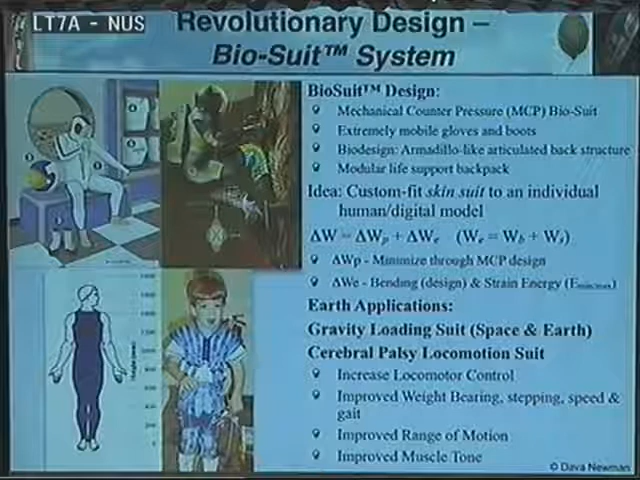 LT7A - NUS
Revolutionary Design –
Bio-Suit™ System
BioSuit™ Design:
Mechanical Counter Pressure (MCP) Bio-Suit
Extremely mobile gloves and boots
Biodesign: Armadillo-like articulated back structure
Modular life support backpack
Idea: Custom-fit skin suit to an individual
human/digital model
ΔW = ΔWp + ΔWe (We = Wb + Ws)
ΔWp - Minimize through MCP design
ΔWe - Bending (design) & Strain Energy
Earth Applications:
Gravity Loading Suit (Space & Earth)
Cerebral Palsy Locomotion Suit
Increase Locomotor Control
Improved Weight Bearing, stepping, speed &
gait
Improved Range of Motion
Improved Muscle Tone
© Dava Newman